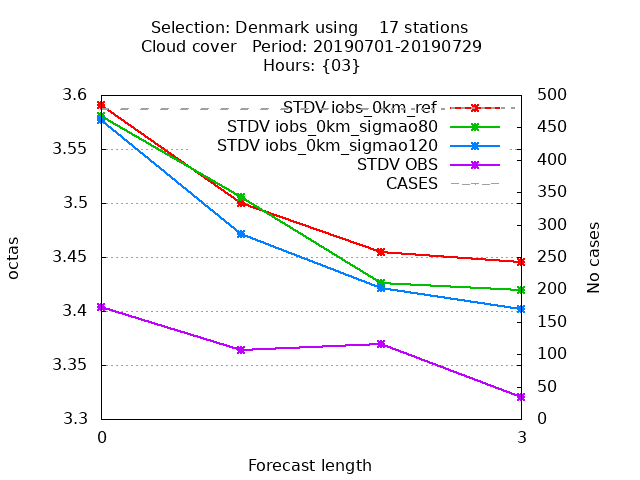 Selection: Denmark using 17 stations
Cloud cover Period: 20190701-20190729
Hours: {03}
3.6
3.55
3.5
3.45
3.4
3.35
3.3
octas
STDV iobs_0km_ref
STDV iobs_0km_sigmao80
STDV iobs_0km_sigmao120
STDV OBS
CASES
500
450
400
350
300
250
200
150
100
50
0
No cases
0 3
Forecast length